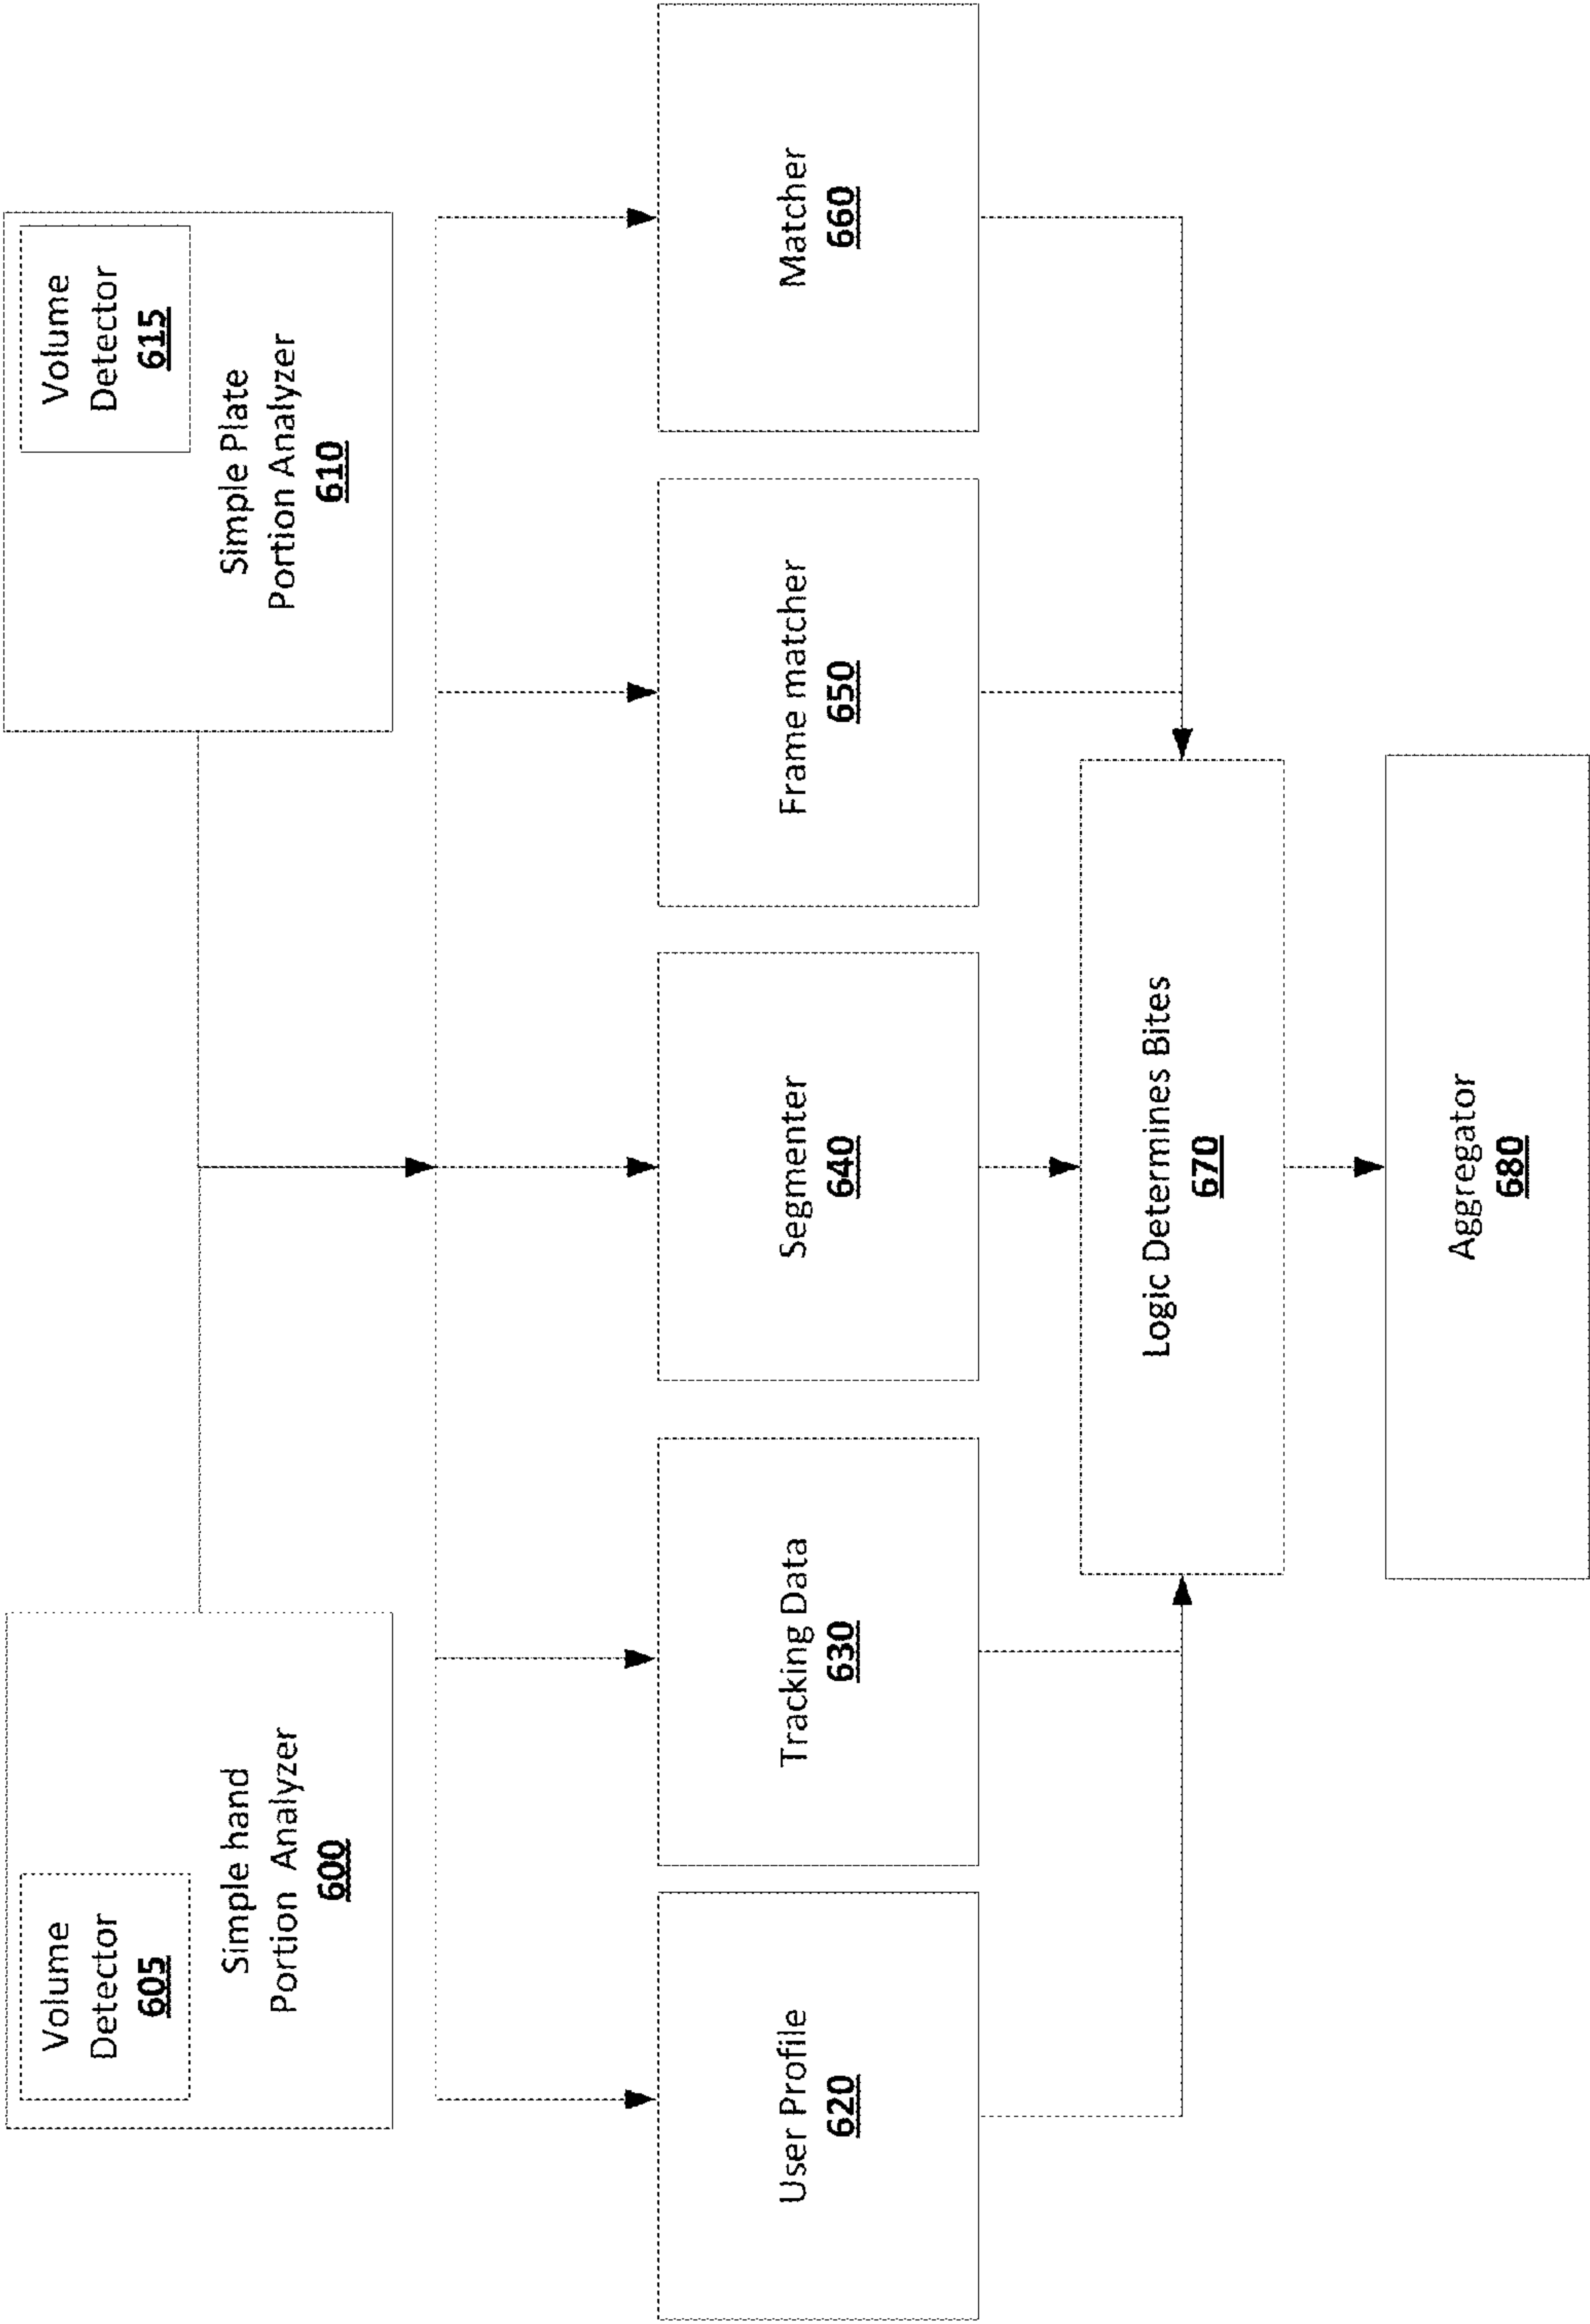 Volume
Detector
605
Simple hand
Portion Analyzer
600
Volume
Detector
615
Simple Plate
Portion Analyzer
610
User Profile
620
Tracking Data
630
Segmenter
640
Frame matcher
650
Matcher
660
Logic Determines Bites
670
Aggregator
680